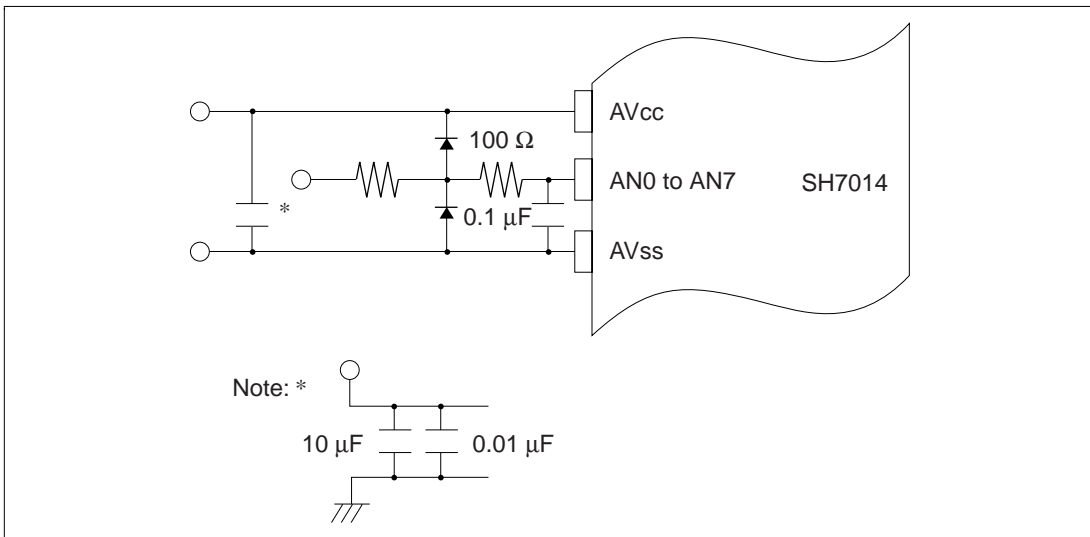 AVcc
100 Ω
AN0 to AN7
SH7014
*
0.1 μF
AVss
Note: *
10 μF
0.01 μF